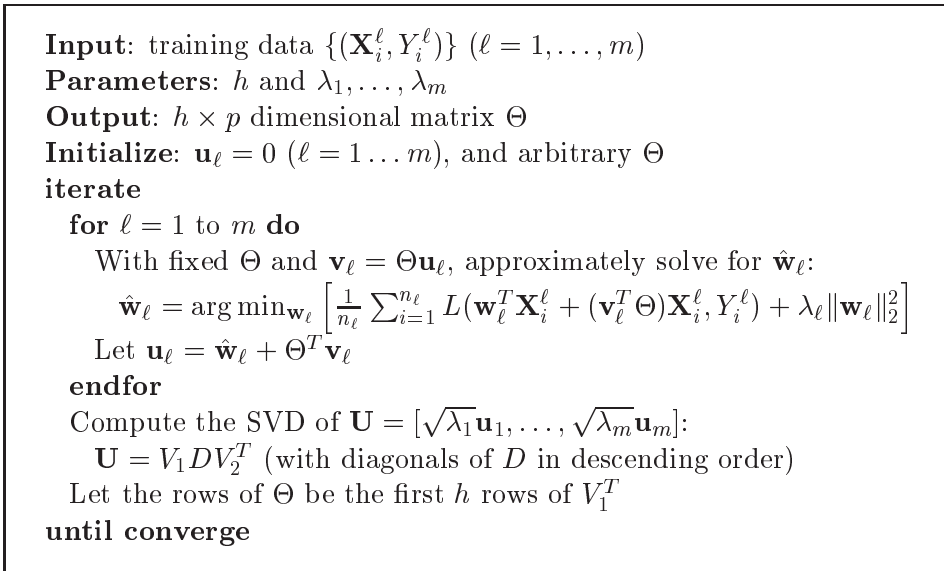 Input: training data {(X_i^ℓ, Y_i^ℓ)} (ℓ = 1, . . . , m)
Parameters: h and λ_1, . . . , λ_m
Output: h × p dimensional matrix Θ
Initialize: u_ℓ = 0 (ℓ = 1 . . . m), and arbitrary Θ
iterate
for ℓ = 1 to m do
With fixed Θ and v_ℓ = Θu_ℓ, approximately solve for ŵ_ℓ:
ŵ_ℓ = arg min_{w_ℓ} [ \frac{1}{n_ℓ} ∑_{i=1}^{n_ℓ} L(w_ℓ^T X_i^ℓ + (v_ℓ^T Θ)X_i^ℓ, Y_i^ℓ) + λ_ℓ‖w_ℓ‖_2^2 ]
Let u_ℓ = ŵ_ℓ + Θ^T v_ℓ
endfor
Compute the SVD of U = [√λ_1 u_1, . . . , √λ_m u_m]:
U = V_1 D V_2^T (with diagonals of D in descending order)
Let the rows of Θ be the first h rows of V_1^T
until converge